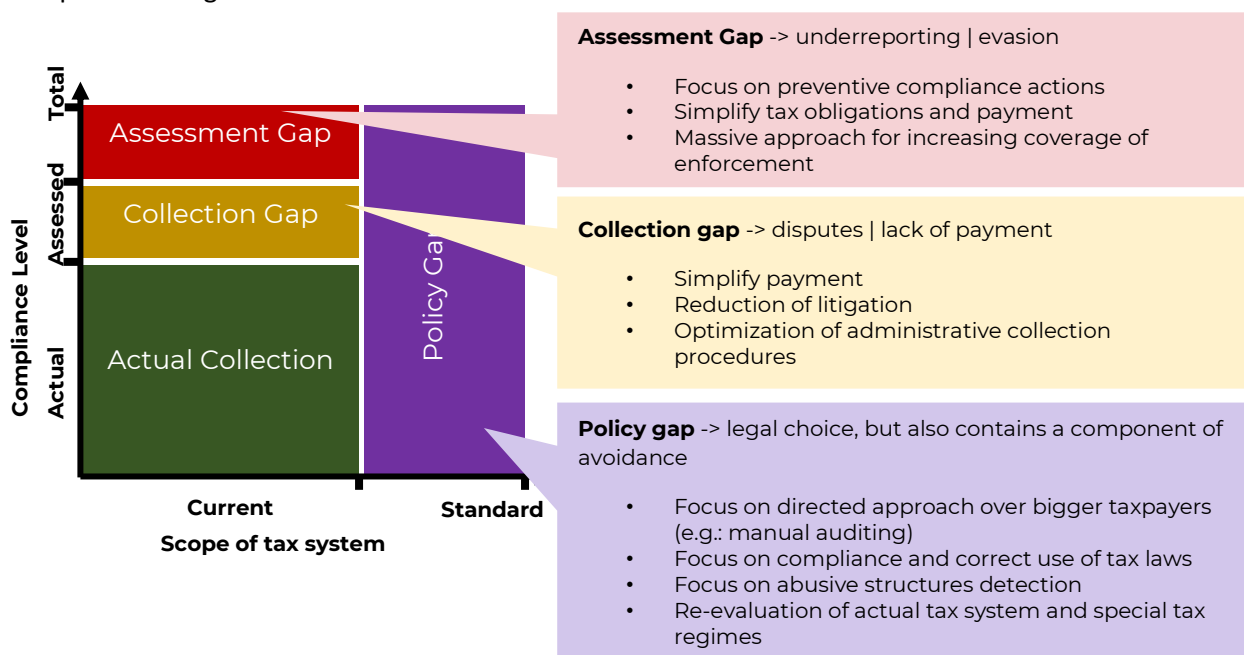 Assessment Gap -> underreporting | evasion
• Focus on preventive compliance actions
• Simplify tax obligations and payment
• Massive approach for increasing coverage of
enforcement
Collection gap -> disputes | lack of payment
• Simplify payment
• Reduction of litigation
• Optimization of administrative collection
procedures
Policy gap -> legal choice, but also contains a component of
avoidance
• Focus on directed approach over bigger taxpayers
(e.g.: manual auditing)
• Focus on compliance and correct use of tax laws
• Focus on abusive structures detection
• Re-evaluation of actual tax system and special tax
regimes
Compliance Level
Total
Assessed
Actual
Assessment Gap
Collection Gap
Actual Collection
Policy Ga
Current
Standard
Scope of tax system